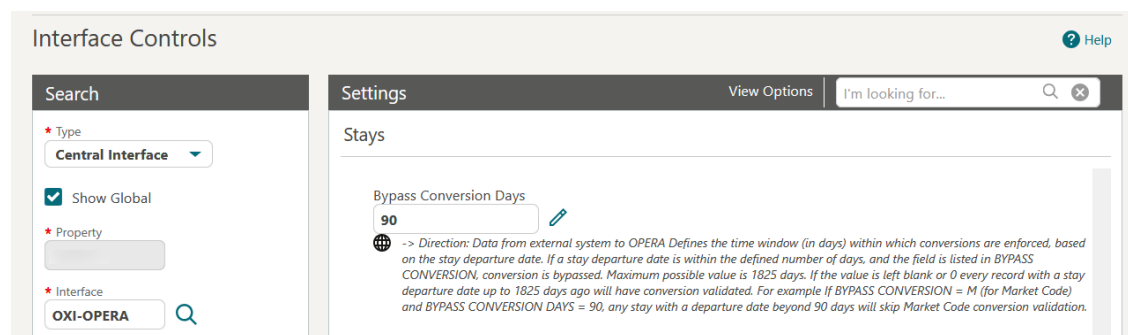 Interface Controls
Help
Search
* Type
Central Interface
Show Global
* Property
* Interface
OXI-OPERA
Settings
View Options
I'm looking for...
Stays
Bypass Conversion Days
90
-> Direction: Data from external system to OPERA Defines the time window (in days) within which conversions are enforced, based
on the stay departure date. If a stay departure date is within the defined number of days, and the field is listed in BYPASS
CONVERSION, conversion is bypassed. Maximum possible value is 1825 days. If the value is left blank or 0 every record with a stay
departure date up to 1825 days ago will have conversion validated. For example If BYPASS CONVERSION = M (for Market Code)
and BYPASS CONVERSION DAYS = 90, any stay with a departure date beyond 90 days will skip Market Code conversion validation.